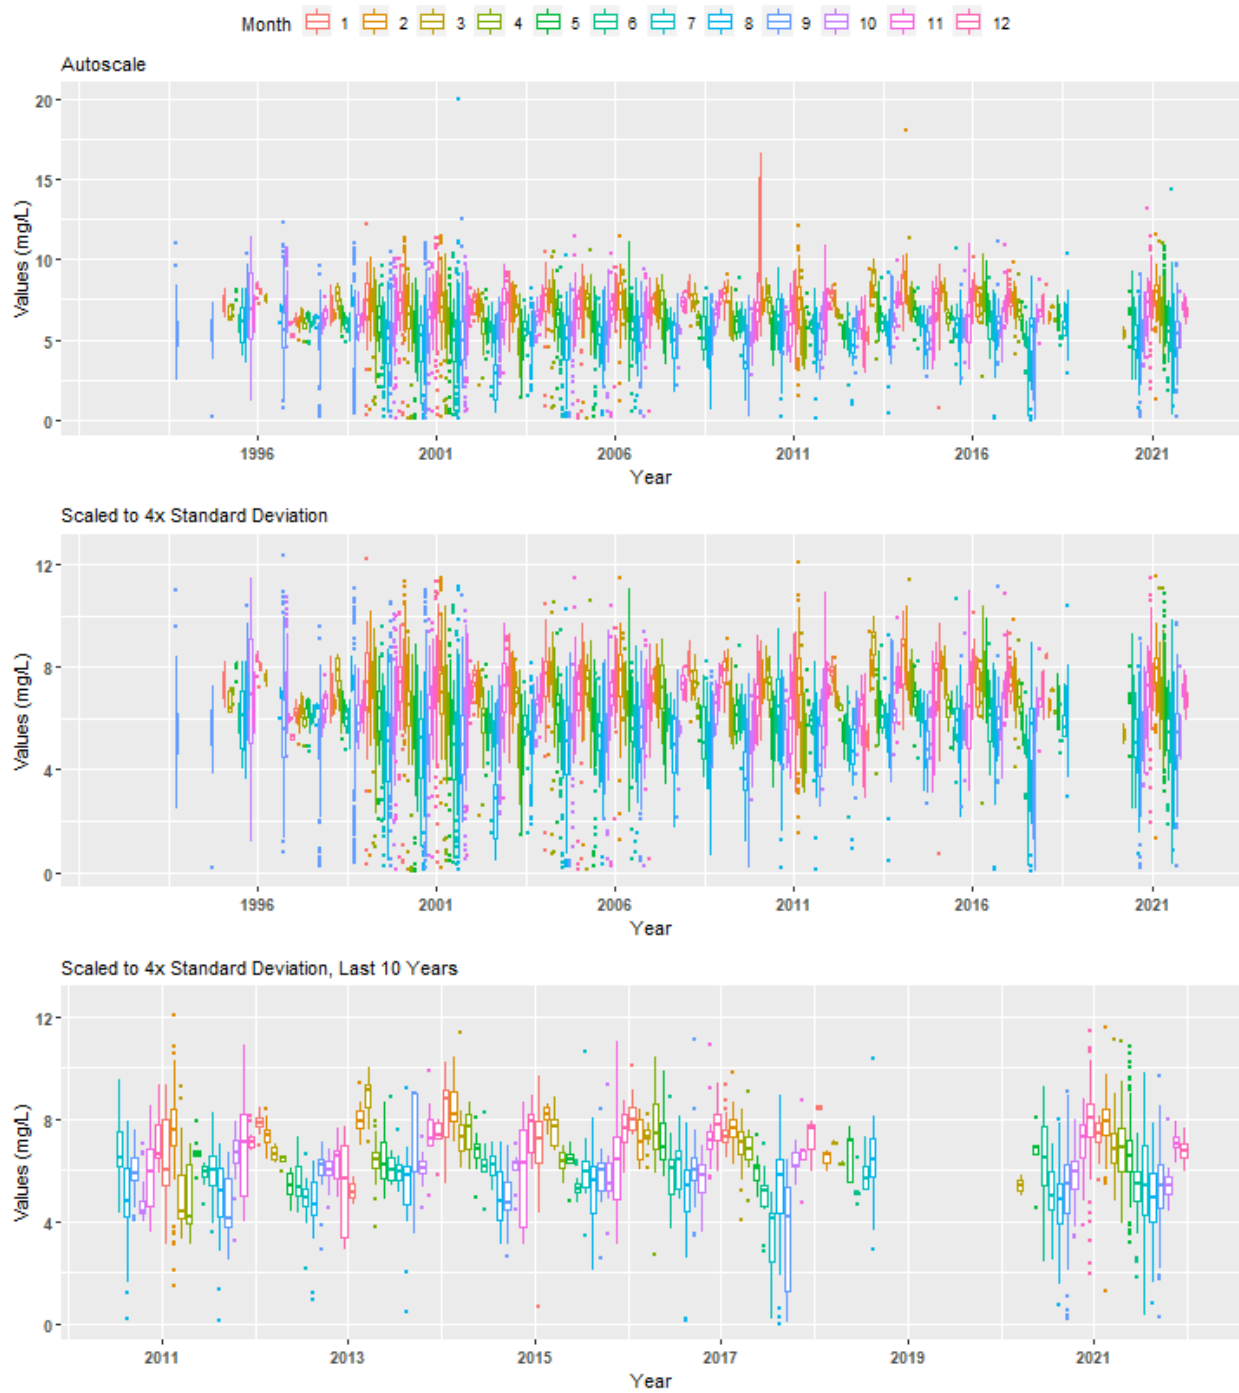 Month 1 2 3 4 5 6 7 8 9 10 11 12
Autoscale
Values (mg/L)
20
15
10
5
0
1996 2001 2006 2011 2016 2021
Year
Scaled to 4x Standard Deviation
Values (mg/L)
12
8
4
0
1996 2001 2006 2011 2016 2021
Year
Scaled to 4x Standard Deviation, Last 10 Years
Values (mg/L)
12
8
4
0
2011 2013 2015 2017 2019 2021
Year